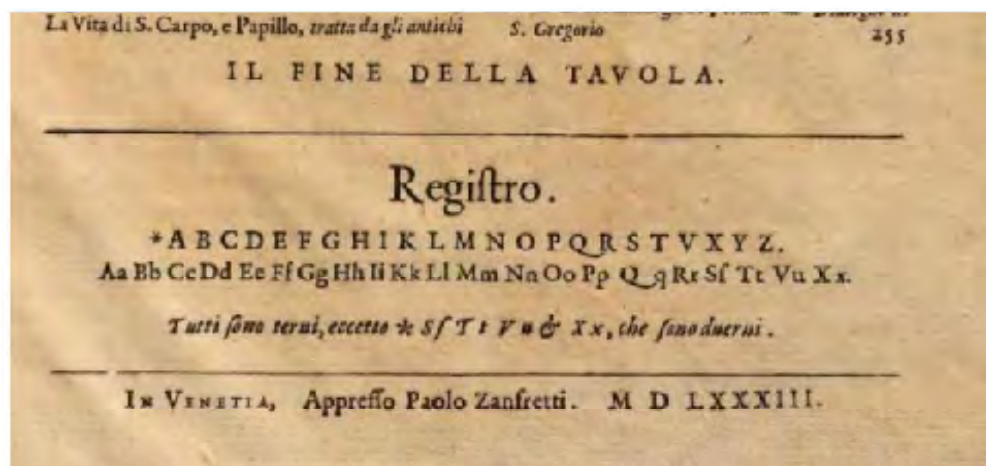 La Vita di S. Carpo, e Papillo, tratta da gli antichi S. Gregorio 255
IL FINE DELLA TAVOLA.
Regiſtro.
*A B C D E F G H I K L M N O P Q R S T V X Y Z.
Aa Bb Cc Dd Ee Ff Gg Hh Ii Kk Ll Mm Nn Oo Pp Qq Rr Sſ Tt Vu Xx.
Tutti ſono terni, eccetto * Sſ Tt Vu & Xx, che ſono duerni.
IN VENETIA, Appreſſo Paolo Zanfretti. M D LXXXIII.